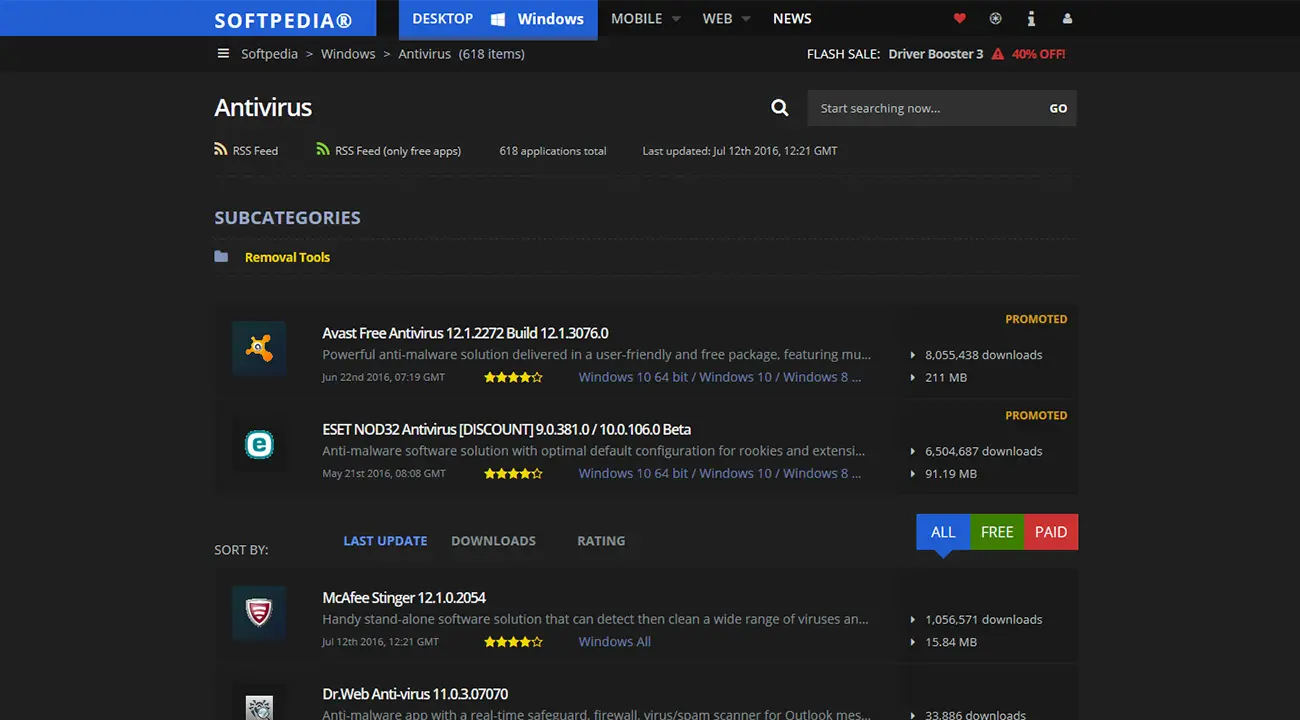 SOFTPEDIA® DESKTOP Windows MOBILE WEB NEWS
Softpedia > Windows > Antivirus (618 items) FLASH SALE: Driver Booster 3 40% OFF!
Antivirus Start searching now... GO
RSS Feed RSS Feed (only free apps) 618 applications total Last updated: Jul 12th 2016, 12:21 GMT
SUBCATEGORIES
Removal Tools
PROMOTED
Avast Free Antivirus 12.1.2272 Build 12.1.3076.0
Powerful anti-malware solution delivered in a user-friendly and free package, featuring mu... 8,055,438 downloads
Jun 22nd 2016, 07:19 GMT Windows 10 64 bit / Windows 10 / Windows 8 ... 211 MB
PROMOTED
ESET NOD32 Antivirus [DISCOUNT] 9.0.381.0 / 10.0.106.0 Beta
Anti-malware software solution with optimal default configuration for rookies and extensi... 6,504,687 downloads
May 21st 2016, 08:08 GMT Windows 10 64 bit / Windows 10 / Windows 8 ... 91.19 MB
SORT BY: LAST UPDATE DOWNLOADS RATING ALL FREE PAID
McAfee Stinger 12.1.0.2054
Handy stand-alone software solution that can detect then clean a wide range of viruses an... 1,056,571 downloads
Jul 12th 2016, 12:21 GMT Windows All 15.84 MB
Dr.Web Anti-virus 11.0.3.07070
Anti-malware app with a real-time safeguard, firewall, virus/spam scanner for Outlook mes... 33,886 downloads